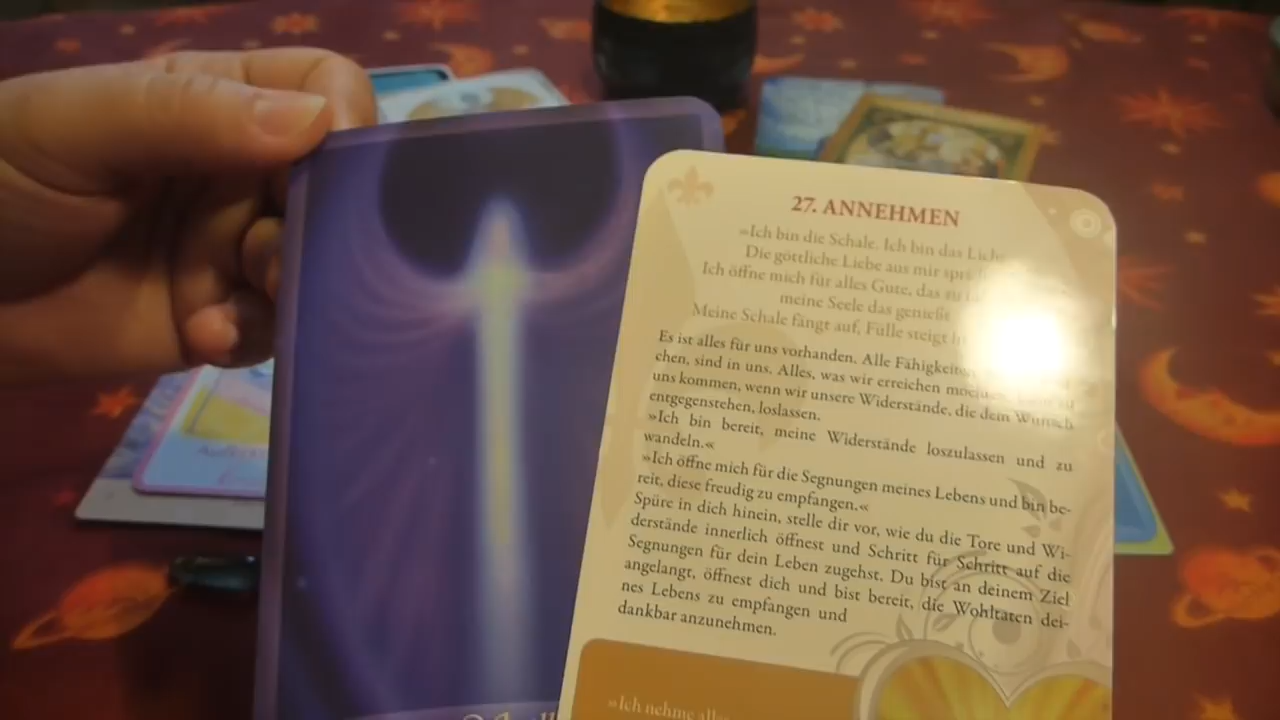 27. ANNEHMEN
»Ich bin die Schale. Ich bin das
Die göttliche Liebe aus mir
Ich öffne mich für alles Gute, das zu
meine Seele das genießt
Meine Schale fängt auf, Fülle steigt
Es ist alles für uns vorhanden. Alle
chen, sind in uns. Alles, was wir erreichen
uns kommen, wenn wir unsere Widerstände, die dem Wunsch
entgegenstehen, loslassen.
»Ich bin bereit, meine Widerstände loszulassen und zu
wandeln.«
»Ich öffne mich für die Segnungen meines Lebens und bin be-
reit, diese freudig zu empfangen.«
Spüre in dich hinein, stelle dir vor, wie du die Tore und Wi-
derstände innerlich öffnest und Schritt für Schritt auf die
Segnungen für dein Leben zugehst. Du bist an deinem Ziel
angelangt, öffnest dich und bist bereit, die Wohltaten dei-
nes Lebens zu empfangen und
dankbar anzunehmen.
»Ich nehme